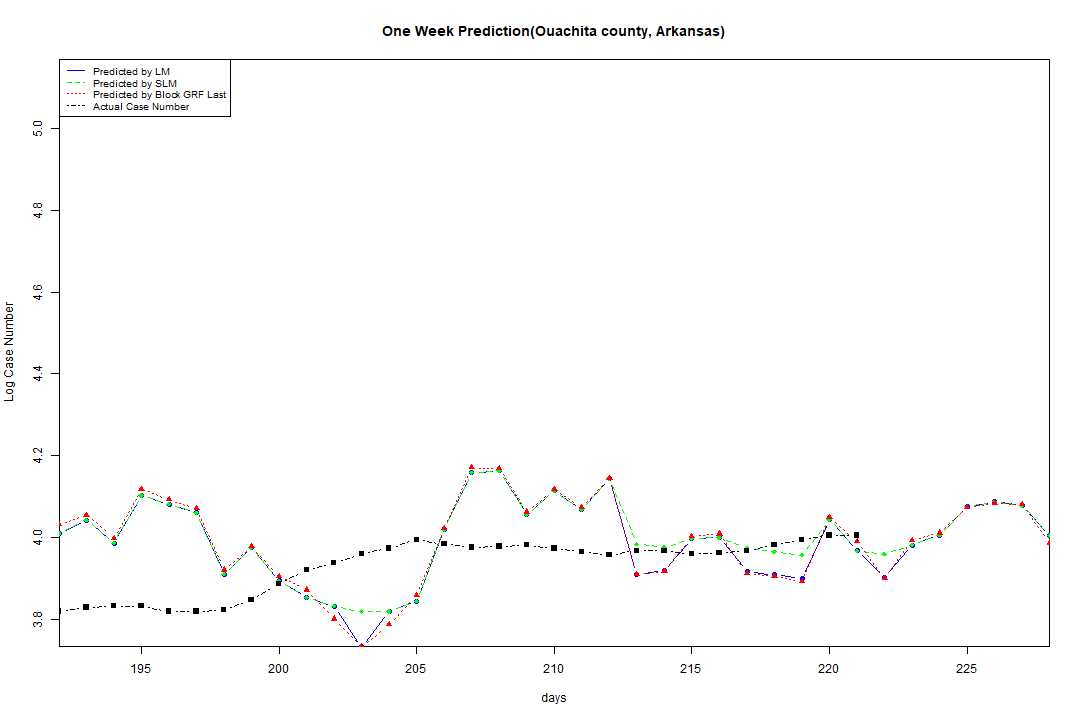 One Week Prediction(Ouachita county, Arkansas)
Predicted by LM
Predicted by SLM
Predicted by Block GRF Last
Actual Case Number
5.0
4.8
4.6
4.4
4.2
4.0
3.8
Log Case Number
195 200 205 210 215 220 225
days